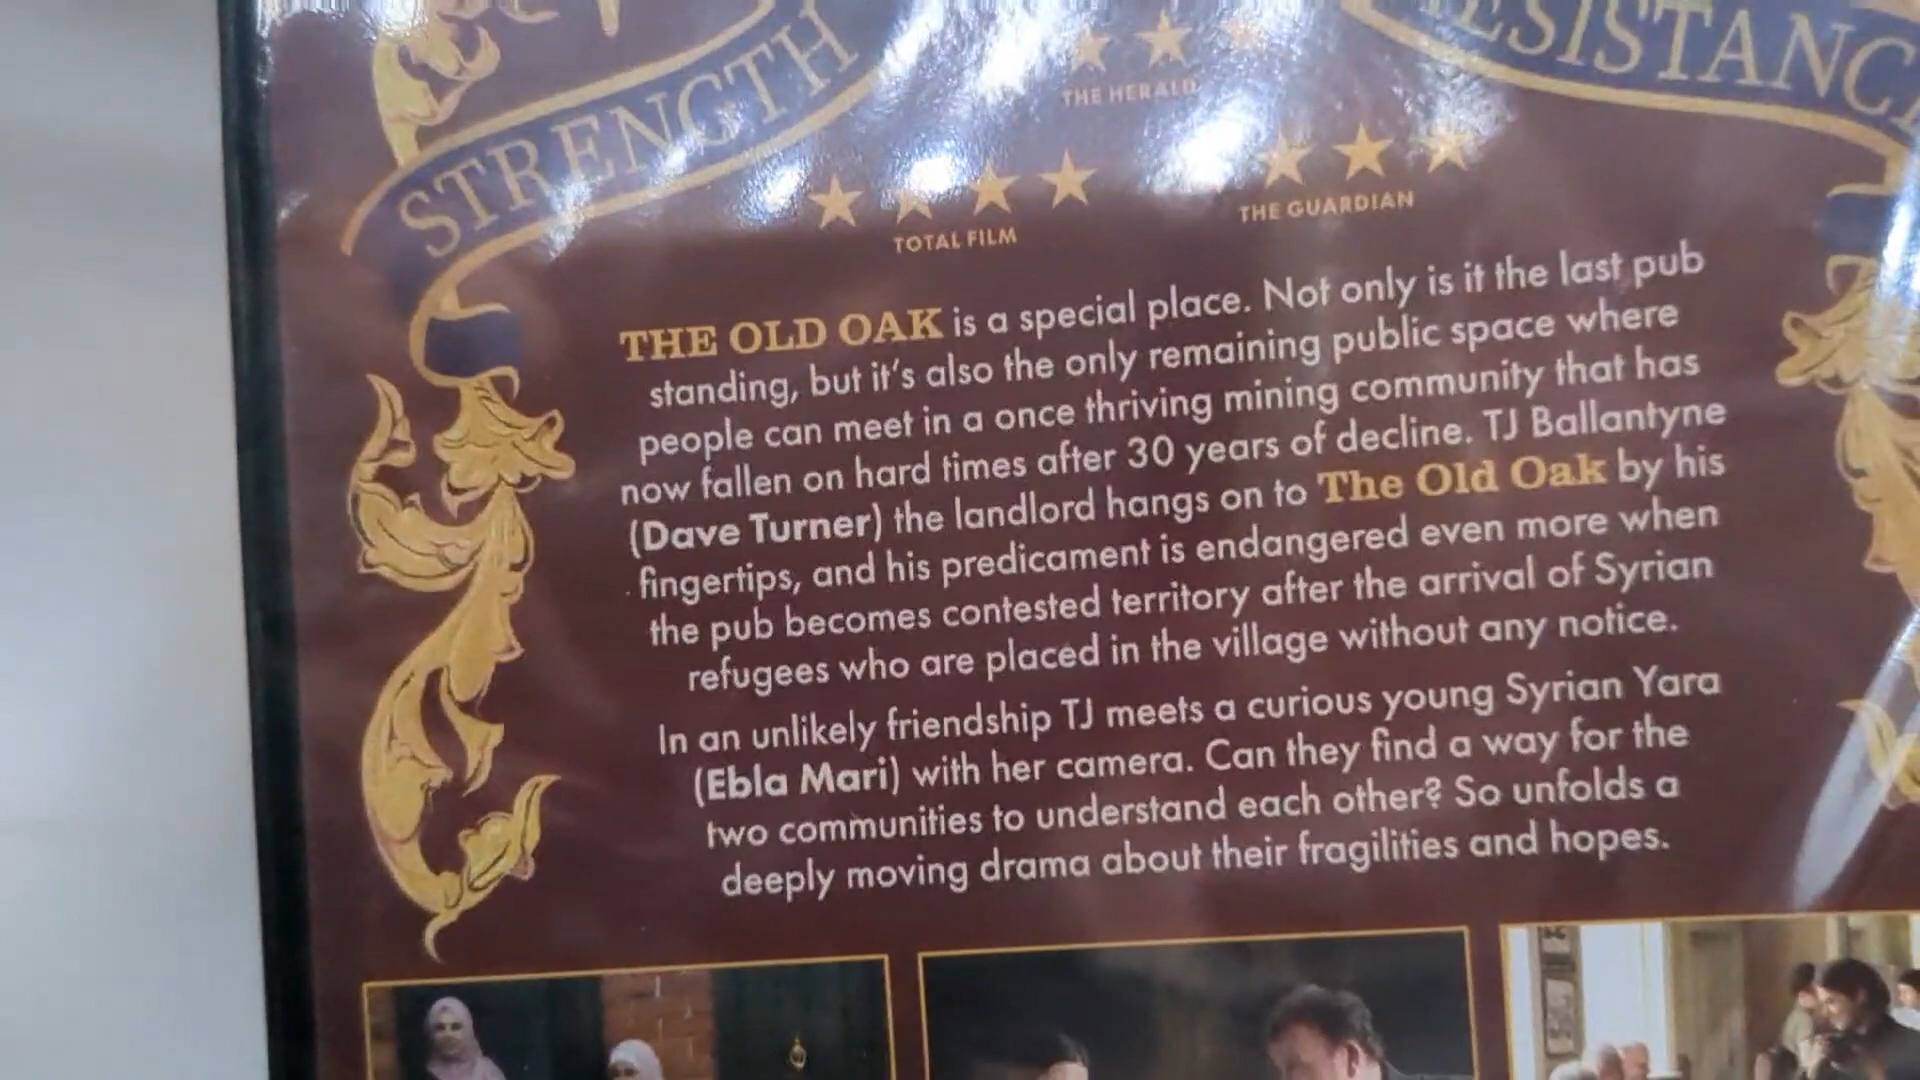 STRENGTH
RESISTANCE
THE HERALD
TOTAL FILM
THE GUARDIAN
THE OLD OAK is a special place. Not only is it the last pub
standing, but it's also the only remaining public space where
people can meet in a once thriving mining community that has
now fallen on hard times after 30 years of decline. TJ Ballantyne
(Dave Turner) the landlord hangs on to The Old Oak by his
fingertips, and his predicament is endangered even more when
the pub becomes contested territory after the arrival of Syrian
refugees who are placed in the village without any notice.
In an unlikely friendship TJ meets a curious young Syrian Yara
(Ebla Mari) with her camera. Can they find a way for the
two communities to understand each other? So unfolds a
deeply moving drama about their fragilities and hopes.